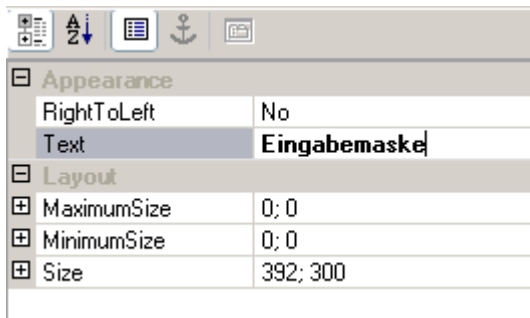 Appearance
RightToLeft No
Text Eingabemaske
Layout
MaximumSize 0; 0
MinimumSize 0; 0
Size 392; 300